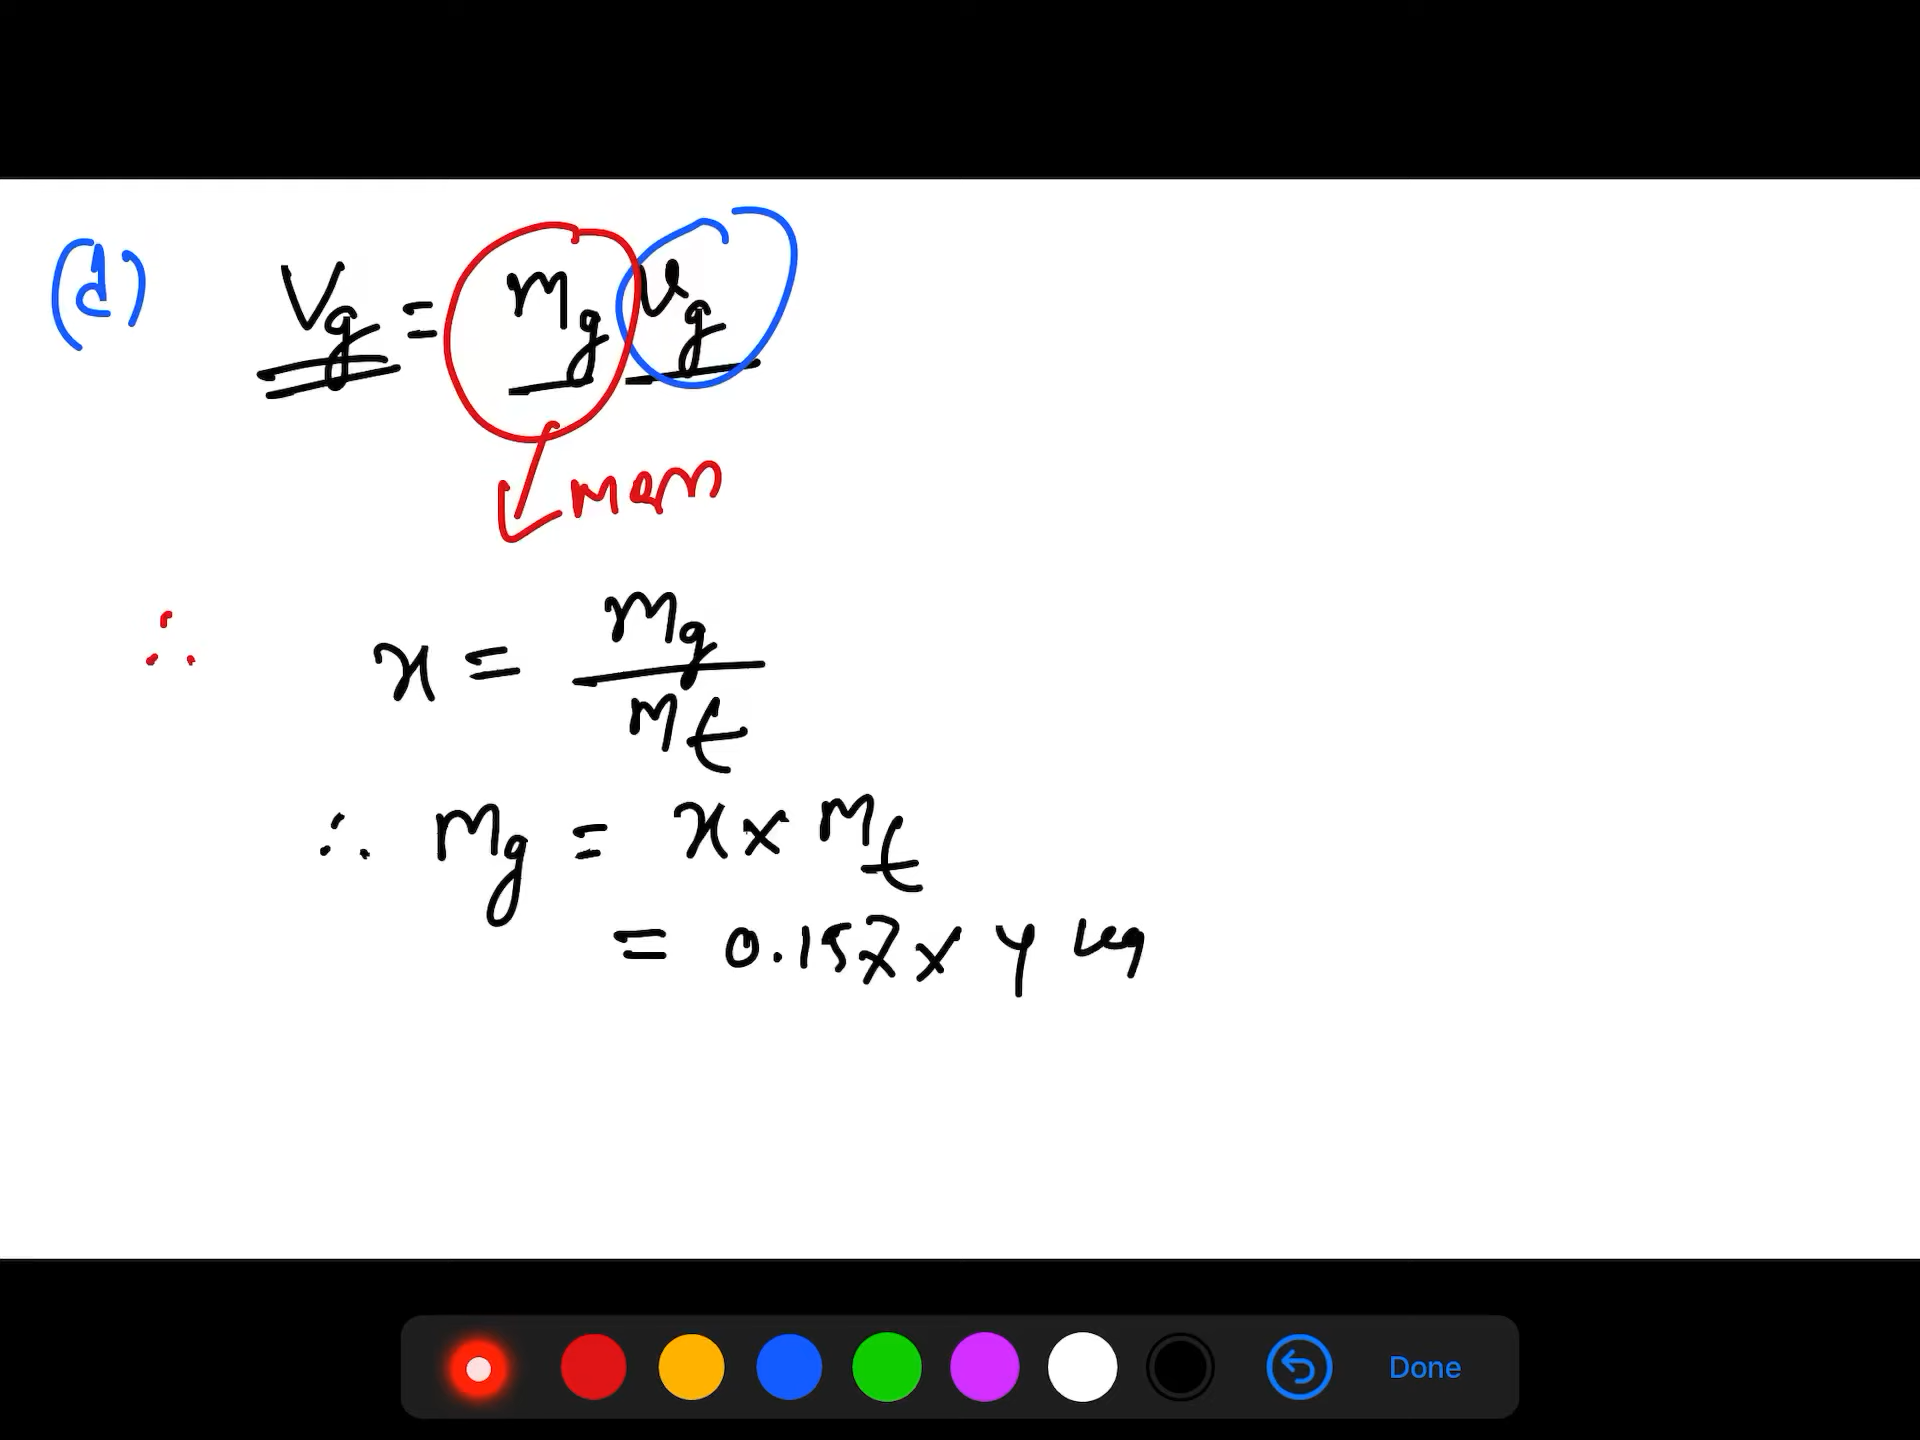 (d) Vg = mg vg
mass
∴ x = mg / mt
∴ mg = x × mt
= 0.157 × 4 kg
Done